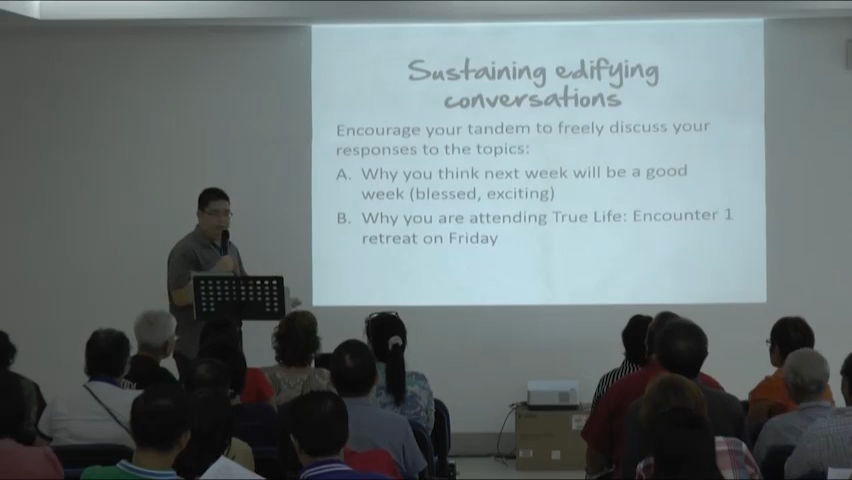 Sustaining edifying
conversations
Encourage your tandem to freely discuss your
responses to the topics:
A. Why you think next week will be a good
week (blessed, exciting)
B. Why you are attending True Life: Encounter 1
retreat on Friday